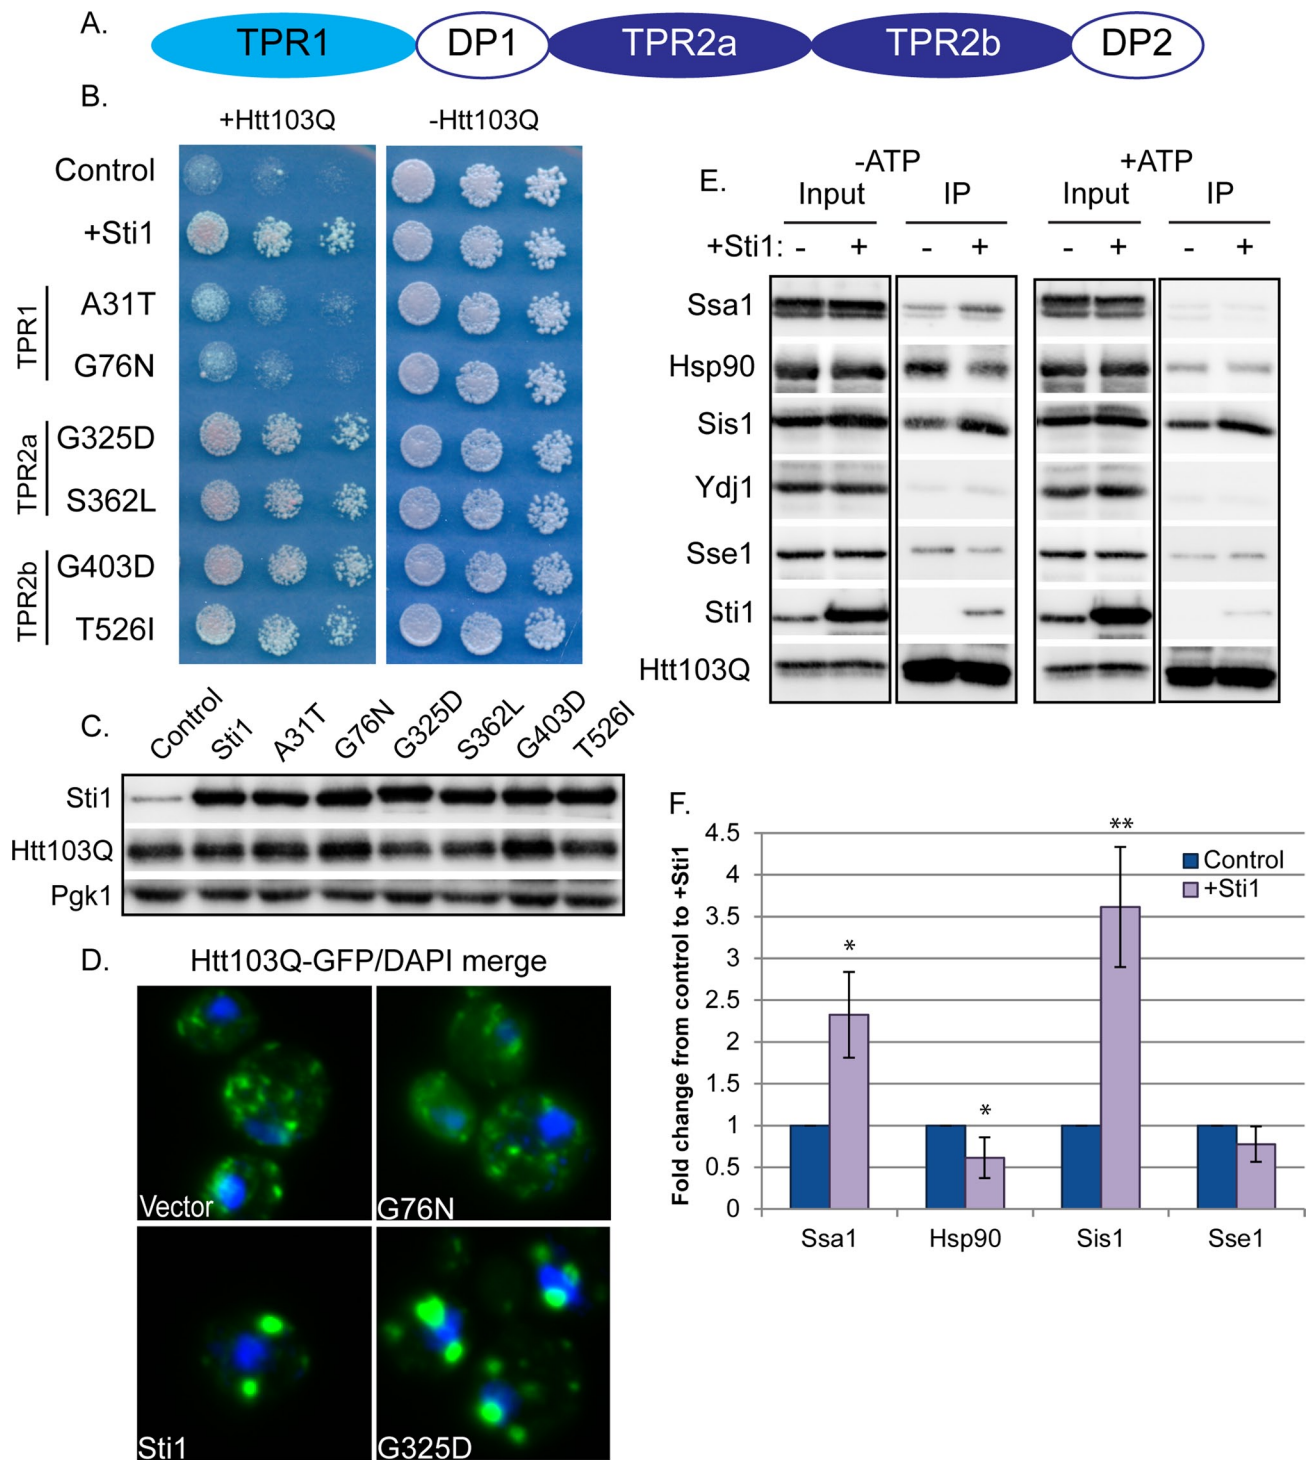 A.
TPR1 DP1 TPR2a TPR2b DP2
B.
+Htt103Q -Htt103Q
Control
+Sti1
TPR1
A31T
G76N
TPR2a
G325D
S362L
TPR2b
G403D
T526I
C.
Control Sti1 A31T G76N G325D S362L G403D T526I
Sti1
Htt103Q
Pgk1
D.
Htt103Q-GFP/DAPI merge
Vector G76N
Sti1 G325D
E.
-ATP +ATP
Input IP Input IP
+Sti1: - + - + - + - +
Ssa1
Hsp90
Sis1
Ydj1
Sse1
Sti1
Htt103Q
F.
Fold change from control to +Sti1
4.5
4
3.5
3
2.5
2
1.5
1
0.5
0
* * ** 
Control
+Sti1
Ssa1 Hsp90 Sis1 Sse1